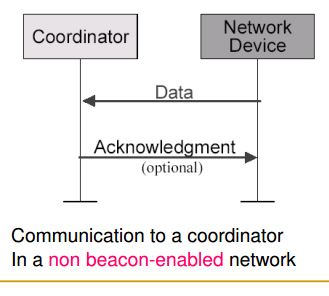 Coordinator
Network
Device
Data
Acknowledgment
(optional)
Communication to a coordinator
In a non beacon-enabled network